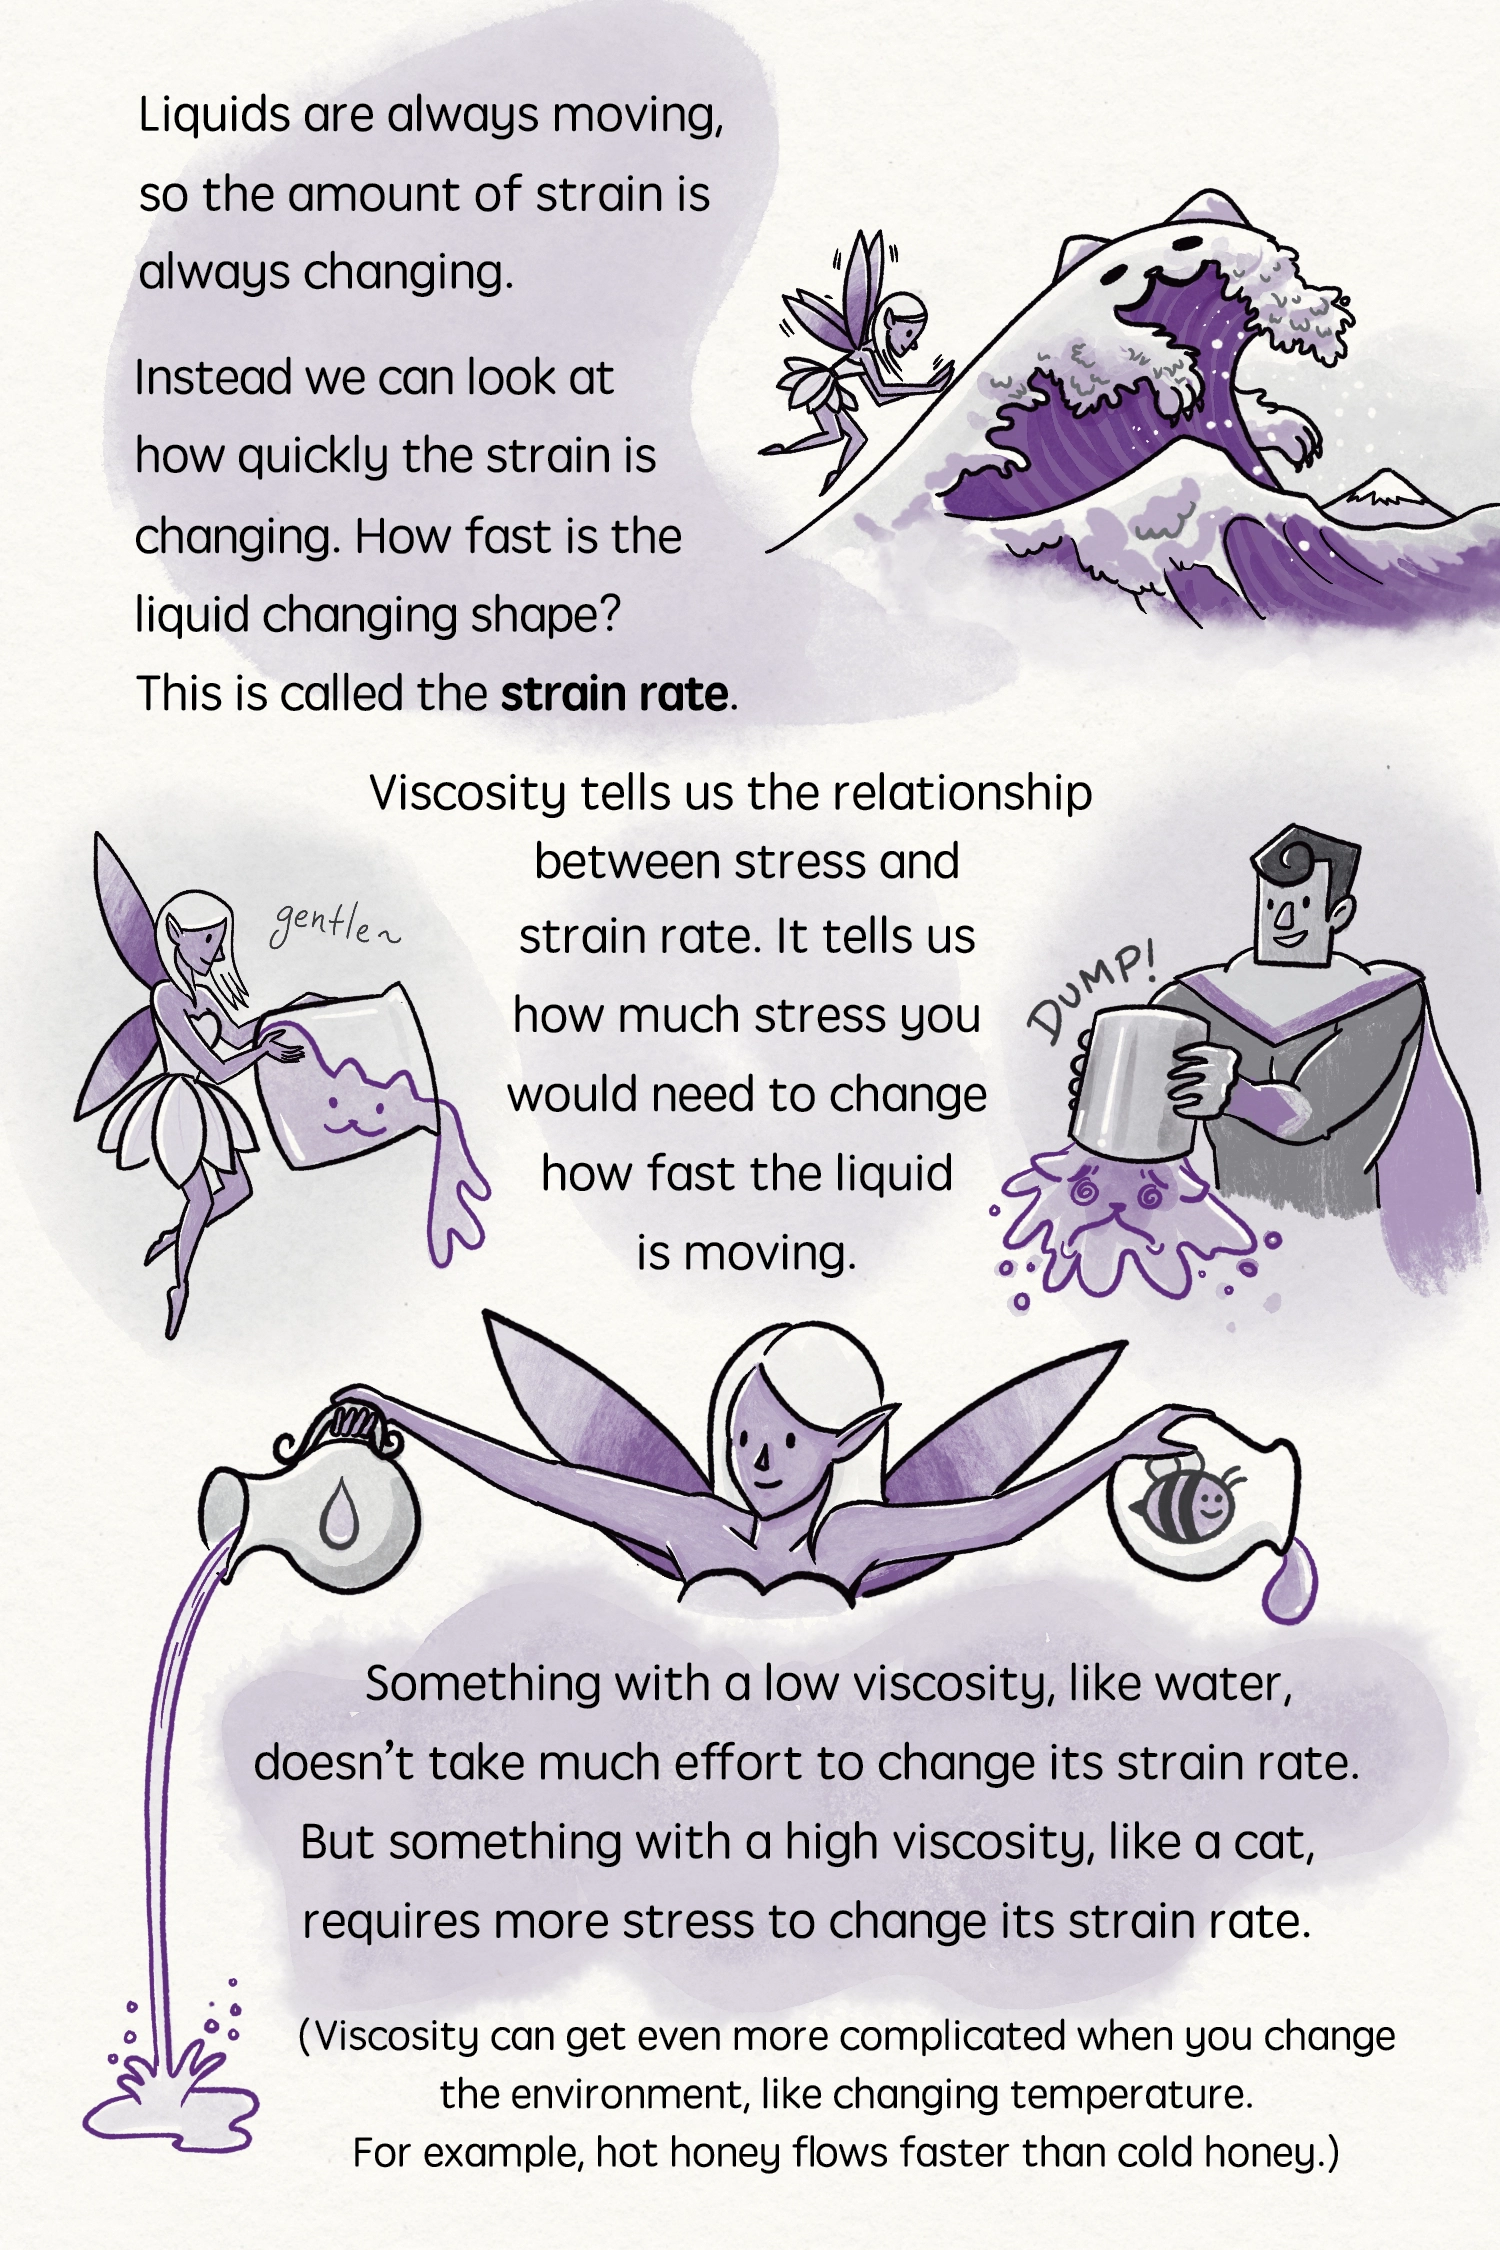 Liquids are always moving,
so the amount of strain is
always changing.
Instead we can look at
how quickly the strain is
changing. How fast is the
liquid changing shape?
This is called the strain rate.
Viscosity tells us the relationship
between stress and
strain rate. It tells us
how much stress you
would need to change
how fast the liquid
is moving.
gentle~
DUMP!
Something with a low viscosity, like water,
doesn’t take much effort to change its strain rate.
But something with a high viscosity, like a cat,
requires more stress to change its strain rate.
(Viscosity can get even more complicated when you change
the environment, like changing temperature.
For example, hot honey flows faster than cold honey.)